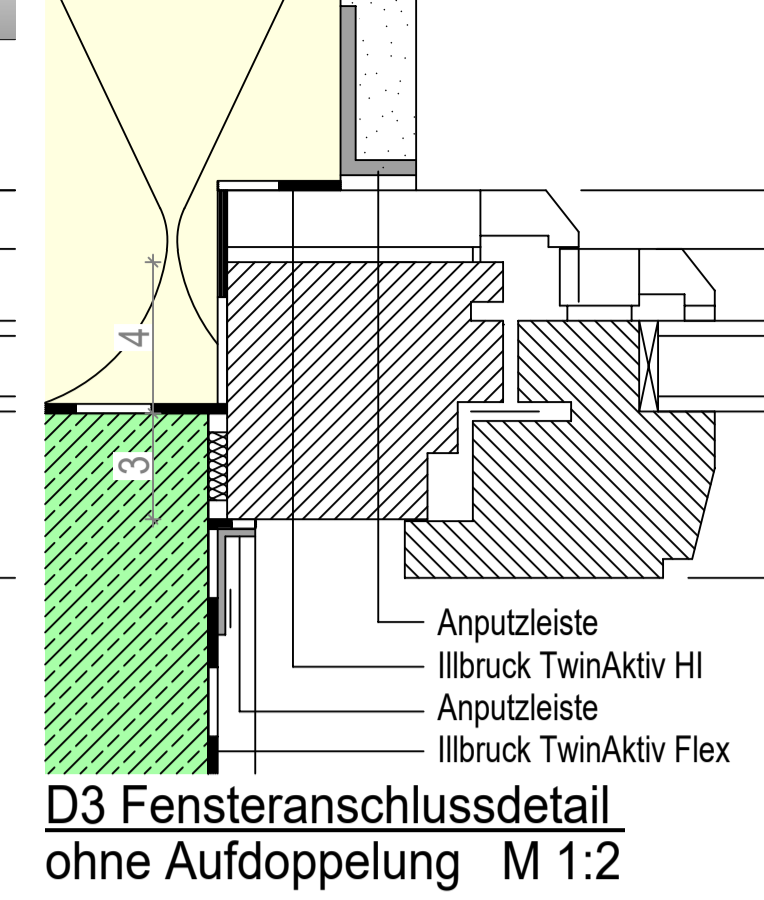 4
3
Anputzleiste
Illbruck TwinAktiv HI
Anputzleiste
Illbruck TwinAktiv Flex
D3 Fensteranschlussdetail
ohne Aufdoppelung M 1:2